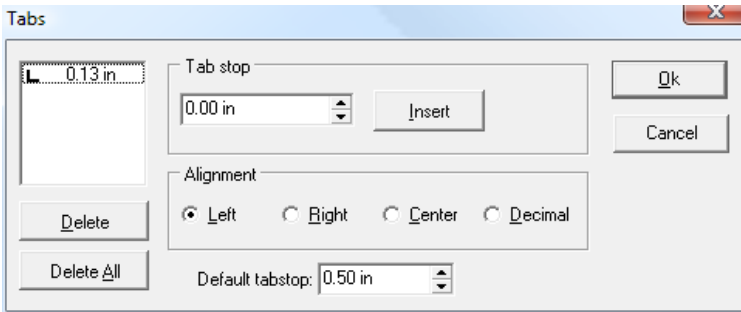 Tabs
0.13 in
Tab stop
0.00 in
Insert
Ok
Cancel
Alignment
Left Right Center Decimal
Delete
Delete All
Default tabstop: 0.50 in